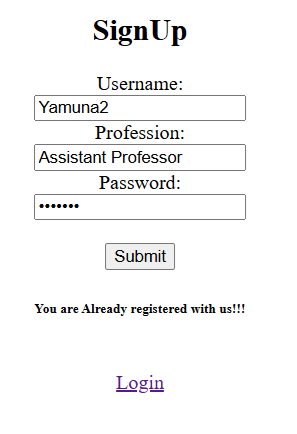 SignUp
Username:
Yamuna2
Profession:
Assistant Professor
Password:
•••••••
Submit
You are Already registered with us!!!
Login